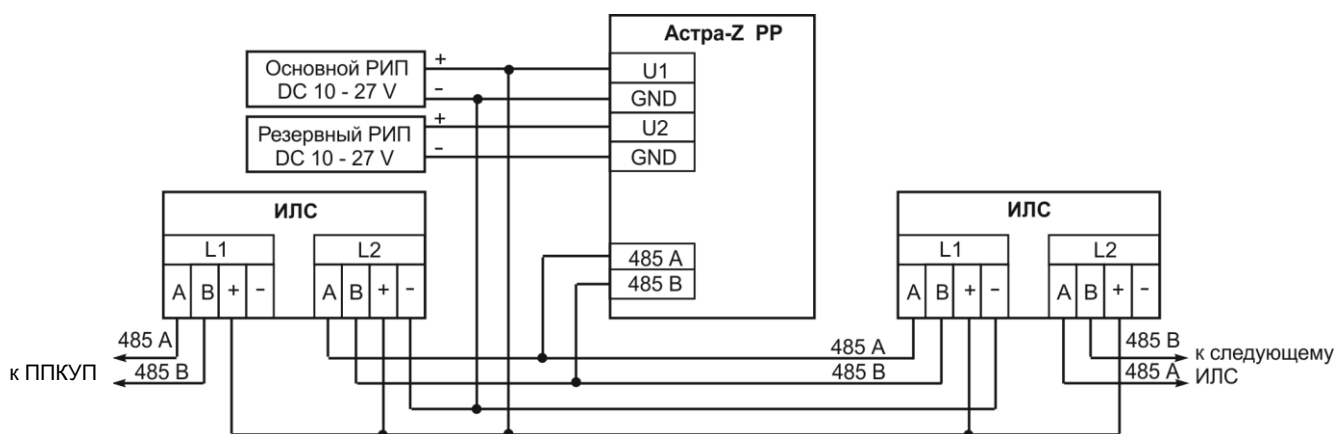 Астра-Z PP
Основной РИП
DC 10 - 27 V
+
-
Резервный РИП
DC 10 - 27 V
+
-
U1
GND
U2
GND
485 A
485 B
ИЛС
L1
L2
A B + -
A B + -
ИЛС
L1
L2
A B + -
A B + -
485 A
485 B
к ППКУП
485 A
485 B
485 B
485 A
к следующему
ИЛС